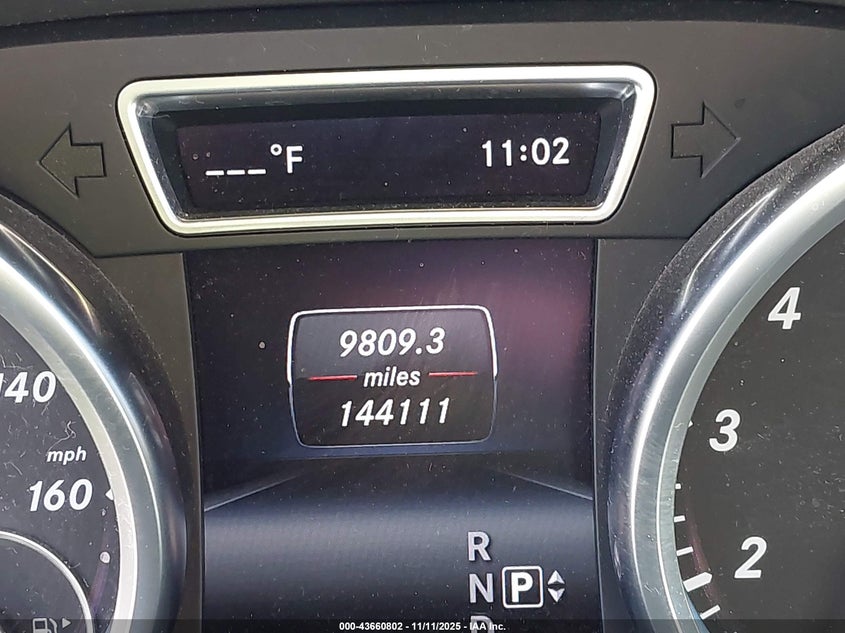 ___°F 11:02
9809.3
miles
144111
140
mph
160
4
3
2
R
N P
D
000-43660802 - 11/11/2025 - IAA Inc.